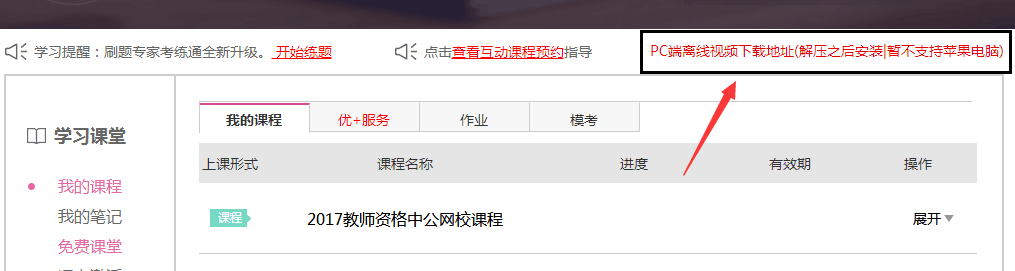 学习提醒：刷题专家考练通全新升级。 开始练题
点击查看互动课程预约指导
PC端离线视频下载地址(解压之后安装|暂不支持苹果电脑)
学习课堂
我的课程
我的笔记
免费课堂
我的课程 优+服务 作业 模考
上课形式 课程名称 进度 有效期 操作
课程 2017教师资格中公网校课程 展开